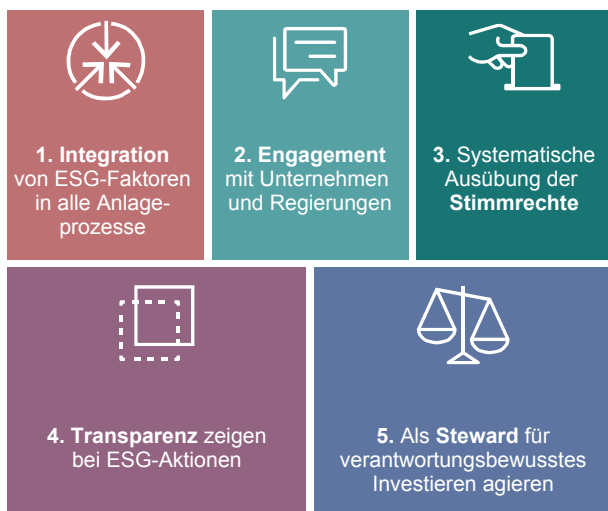 1. Integration
von ESG-Faktoren
in alle Anlage-
prozesse
2. Engagement
mit Unternehmen
und Regierungen
3. Systematische
Ausübung der
Stimmrechte
4. Transparenz zeigen
bei ESG-Aktionen
5. Als Steward für
verantwortungsbewusstes
Investieren agieren